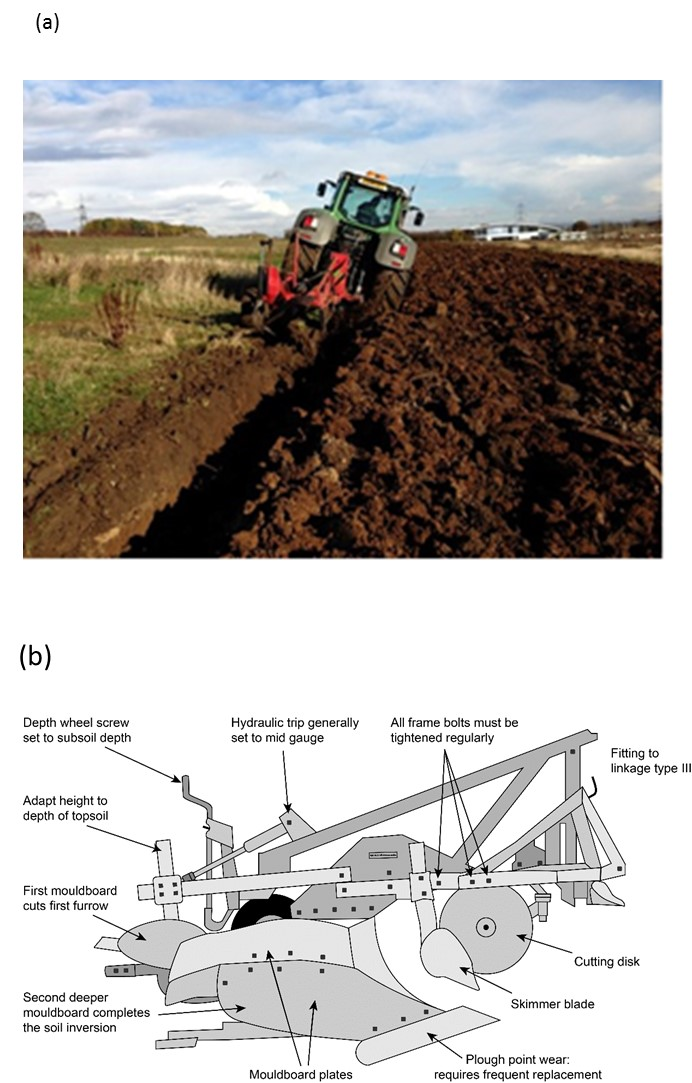 (a)
(b)
Depth wheel screw
set to subsoil depth
Hydraulic trip generally
set to mid gauge
All frame bolts must be
tightened regularly
Fitting to
linkage type III
Adapt height to
depth of topsoil
First mouldboard
cuts first furrow
Cutting disk
Skimmer blade
Second deeper
mouldboard completes
the soil inversion
Mouldboard plates
Plough point wear:
requires frequent replacement